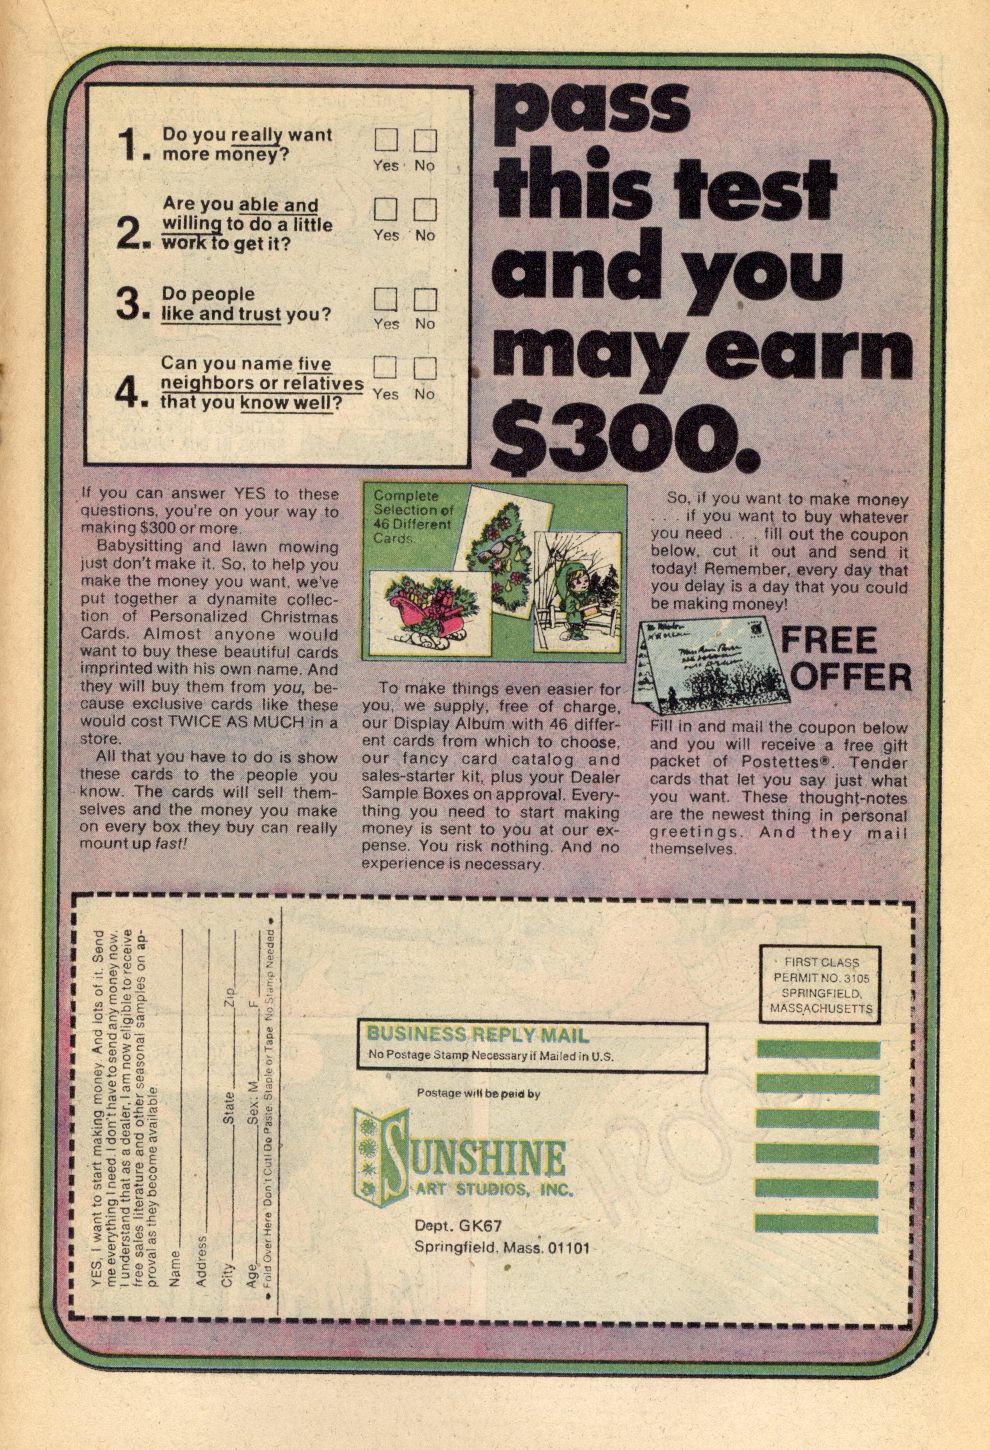 pass
this test
and you
may earn
$300.
1. Do you really want
more money?
Yes No
2. Are you able and
willing to do a little
work to get it?
Yes No
3. Do people
like and trust you?
Yes No
4. Can you name five
neighbors or relatives
that you know well?
Yes No
If you can answer YES to these
questions, you're on your way to
making $300 or more.
Babysitting and lawn mowing
just don't make it. So, to help you
make the money you want, we've
put together a dynamite collec-
tion of Personalized Christmas
Cards. Almost anyone would
want to buy these beautiful cards
imprinted with his own name. And
they will buy them from you, be-
cause exclusive cards like these
would cost TWICE AS MUCH in a
store.
All that you have to do is show
these cards to the people you
know. The cards will sell them-
selves and the money you make
on every box they buy can really
mount up fast!
Complete
Selection of
46 Different
Cards.
To make things even easier for
you, we supply, free of charge,
our Display Album with 46 differ-
ent cards from which to choose,
our fancy card catalog and
sales-starter kit, plus your Dealer
Sample Boxes on approval. Every-
thing you need to start making
money is sent to you at our ex-
pense. You risk nothing. And no
experience is necessary.
So, if you want to make money
. . . if you want to buy whatever
you need . . . fill out the coupon
below, cut it out and send it
today! Remember, every day that
you delay is a day that you could
be making money!
FREE
OFFER
Fill in and mail the coupon below
and you will receive a free gift
packet of Postettes®. Tender
cards that let you say just what
you want. These thought-notes
are the newest thing in personal
greetings. And they mail
themselves.
YES, I want to start making money. And lots of it. Send
me everything I need. I don't have to send any money now.
I understand that as a dealer, I am now eligible to receive
free sales literature and other seasonal samples on ap-
proval as they become available
Name
Address
City State Zip
Age Sex: M F
Fold Over Here Don't Cut! Do Paste, Staple or Tape No Stamp Needed
FIRST CLASS
PERMIT NO. 3105
SPRINGFIELD,
MASSACHUSETTS
BUSINESS REPLY MAIL
No Postage Stamp Necessary if Mailed in U.S.
Postage will be paid by
SUNSHINE
ART STUDIOS, INC.
Dept. GK67
Springfield, Mass. 01101